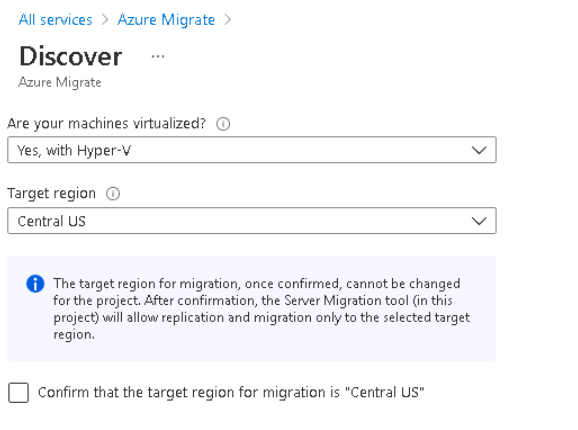 All services > Azure Migrate >
Discover ...
Azure Migrate
Are your machines virtualized?
Yes, with Hyper-V
Target region
Central US
The target region for migration, once confirmed, cannot be changed
for the project. After confirmation, the Server Migration tool (in this
project) will allow replication and migration only to the selected target
region.
Confirm that the target region for migration is "Central US"